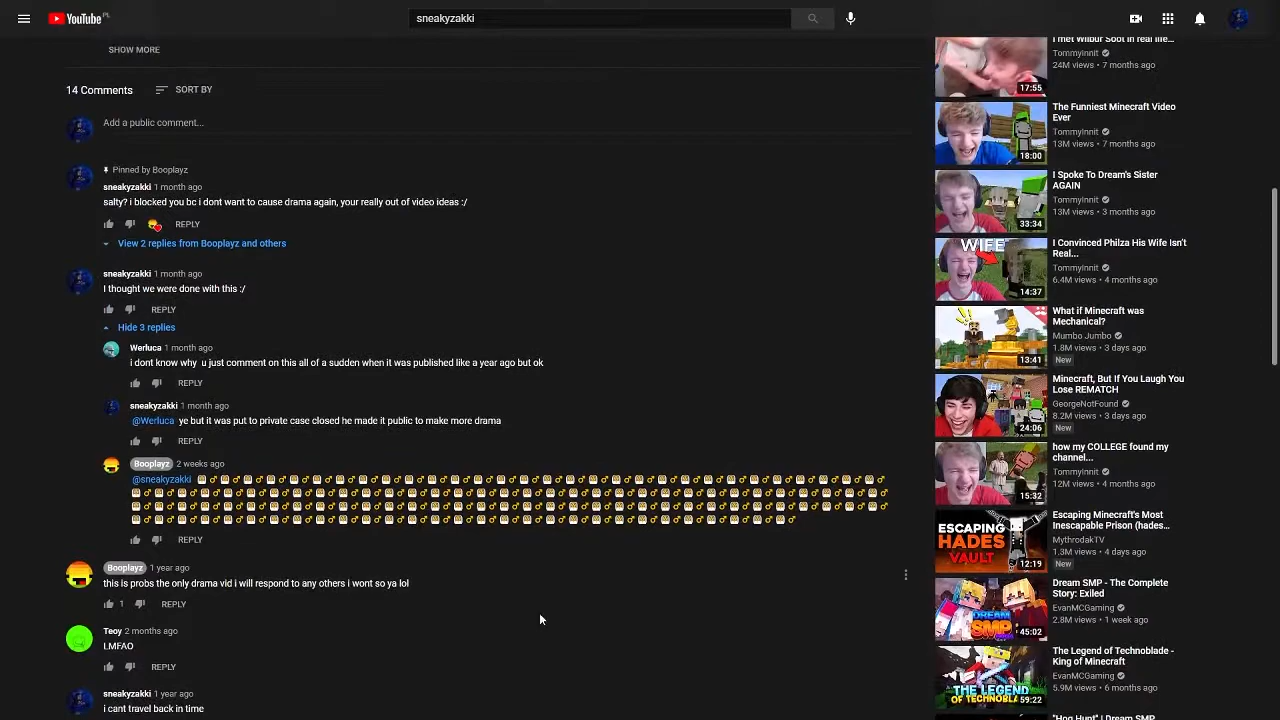 YouTube PL
sneakyzakki
SHOW MORE
14 Comments
SORT BY
Add a public comment...
Pinned by Booplayz
sneakyzakki 1 month ago
salty? i blocked you bc i dont want to cause drama again, your really out of video ideas :/
REPLY
View 2 replies from Booplayz and others
sneakyzakki 1 month ago
I thought we were done with this :/
REPLY
Hide 3 replies
Werluca 1 month ago
i dont know why u just comment on this all of a sudden when it was published like a year ago but ok
REPLY
sneakyzakki 1 month ago
@Werluca ye but it was put to private case closed he made it public to make more drama
REPLY
Booplayz 2 weeks ago
@sneakyzakki
REPLY
Booplayz 1 year ago
this is probs the only drama vid i will respond to any others i wont so ya lol
1 REPLY
Teoy 2 months ago
LMFAO
REPLY
sneakyzakki 1 year ago
i cant travel back in time
I met Wilbur Soot in real life...
TommyInnit
24M views • 7 months ago
17:55
The Funniest Minecraft Video
Ever
TommyInnit
13M views • 7 months ago
18:00
I Spoke To Dream's Sister
AGAIN
TommyInnit
13M views • 3 months ago
33:34
WIFE
I Convinced Philza His Wife Isn't
Real...
TommyInnit
6.4M views • 4 months ago
14:37
What if Minecraft was
Mechanical?
Mumbo Jumbo
1.8M views • 3 days ago
New
13:41
Minecraft, But If You Laugh You
Lose REMATCH
GeorgeNotFound
8.2M views • 3 days ago
New
24:06
how my COLLEGE found my
channel...
TommyInnit
12M views • 4 months ago
15:32
ESCAPING
HADES
VAULT
Escaping Minecraft's Most
Inescapable Prison (hades...
MythrodakTV
1.3M views • 4 days ago
New
12:19
DREAM
SMP
Dream SMP - The Complete
Story: Exiled
EvanMCGaming
2.8M views • 1 week ago
45:02
THE LEGEND
OF TECHNOBLA
The Legend of Technoblade -
King of Minecraft
EvanMCGaming
5.9M views • 6 months ago
59:22
"Hog Hunt" | Dream SMP